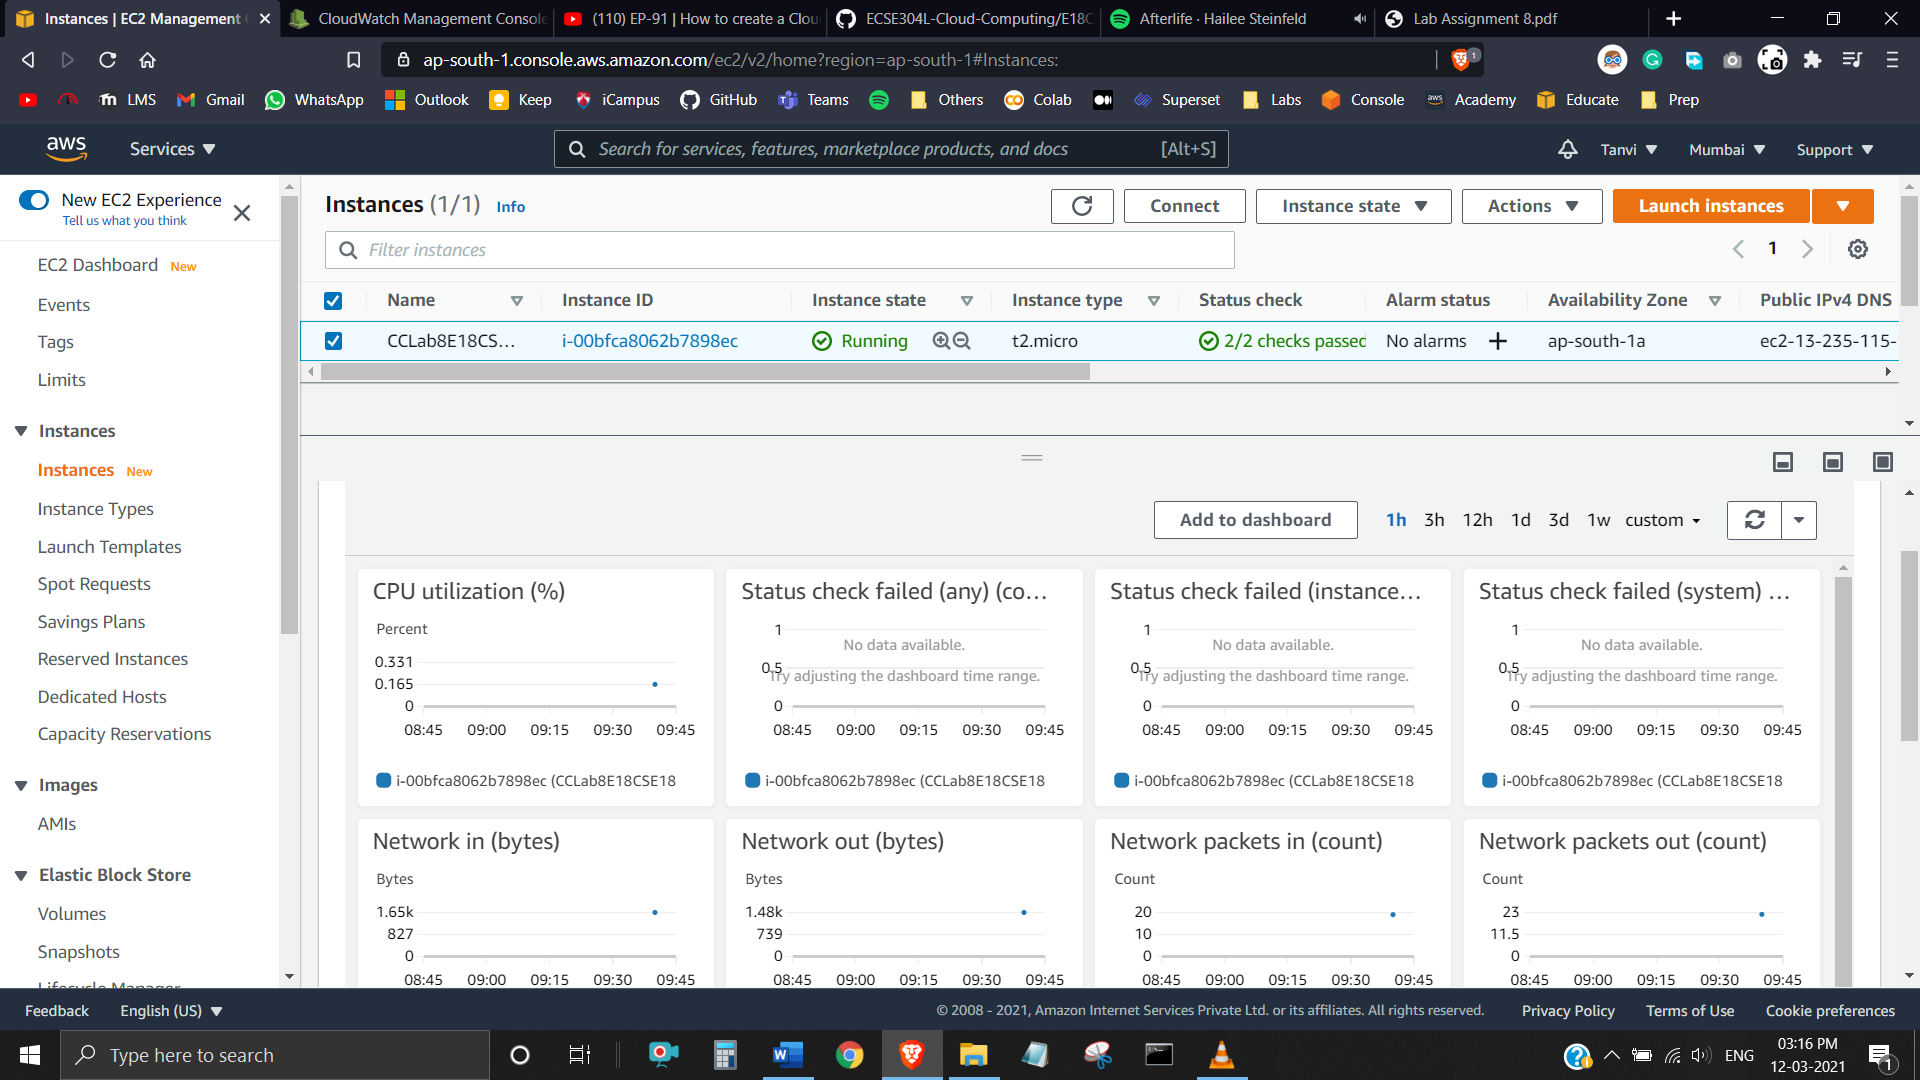 Instances | EC2 Management
CloudWatch Management Console
(110) EP-91 | How to create a Clou
ECSE304L-Cloud-Computing/E18C
Afterlife · Hailee Steinfeld
Lab Assignment 8.pdf
ap-south-1.console.aws.amazon.com/ec2/v2/home?region=ap-south-1#Instances:
1
LMS
Gmail
WhatsApp
Outlook
Keep
iCampus
GitHub
Teams
Others
Colab
Superset
Labs
Console
aws
Academy
Educate
Prep
aws
Services
Search for services, features, marketplace products, and docs
[Alt+S]
Tanvi
Mumbai
Support
New EC2 Experience
Tell us what you think
EC2 Dashboard New
Events
Tags
Limits
Instances
Instances New
Instance Types
Launch Templates
Spot Requests
Savings Plans
Reserved Instances
Dedicated Hosts
Capacity Reservations
Images
AMIs
Elastic Block Store
Volumes
Snapshots
Lifecycle Manager
Instances (1/1) Info
Connect
Instance state
Actions
Launch instances
Filter instances
1
Name
Instance ID
Instance state
Instance type
Status check
Alarm status
Availability Zone
Public IPv4 DNS
CCLab8E18CS...
i-00bfca8062b7898ec
Running
t2.micro
2/2 checks passed
No alarms
ap-south-1a
ec2-13-235-115-
Add to dashboard
1h 3h 12h 1d 3d 1w custom
CPU utilization (%)
Percent
0.331
0.165
0
08:45 09:00 09:15 09:30 09:45
i-00bfca8062b7898ec (CCLab8E18CSE18
Status check failed (any) (co...
1
No data available.
0.5
Try adjusting the dashboard time range.
0
08:45 09:00 09:15 09:30 09:45
i-00bfca8062b7898ec (CCLab8E18CSE18
Status check failed (instance...
1
No data available.
0.5
Try adjusting the dashboard time range.
0
08:45 09:00 09:15 09:30 09:45
i-00bfca8062b7898ec (CCLab8E18CSE18
Status check failed (system) ...
1
No data available.
0.5
Try adjusting the dashboard time range.
0
08:45 09:00 09:15 09:30 09:45
i-00bfca8062b7898ec (CCLab8E18CSE18
Network in (bytes)
Bytes
1.65k
827
0
08:45 09:00 09:15 09:30 09:45
Network out (bytes)
Bytes
1.48k
739
0
08:45 09:00 09:15 09:30 09:45
Network packets in (count)
Count
20
10
0
08:45 09:00 09:15 09:30 09:45
Network packets out (count)
Count
23
11.5
0
08:45 09:00 09:15 09:30 09:45
Feedback
English (US)
© 2008 - 2021, Amazon Internet Services Private Ltd. or its affiliates. All rights reserved.
Privacy Policy
Terms of Use
Cookie preferences
Type here to search
ENG
03:16 PM
12-03-2021
1